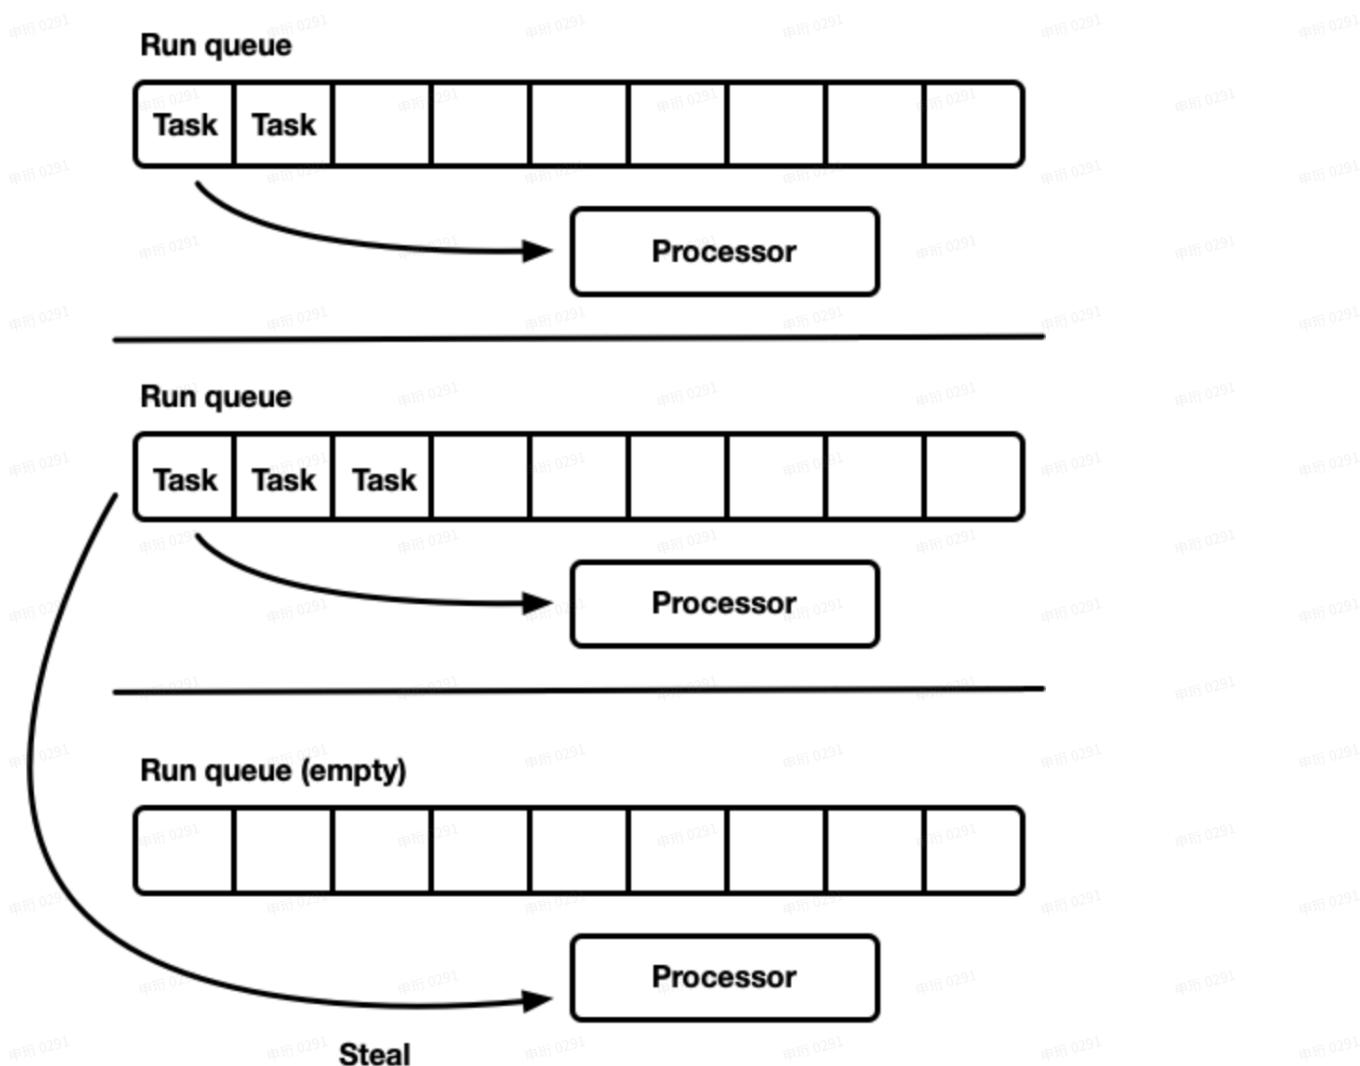 Run queue
Task Task
Processor
Run queue
Task Task Task
Processor
Run queue (empty)
Processor
Steal